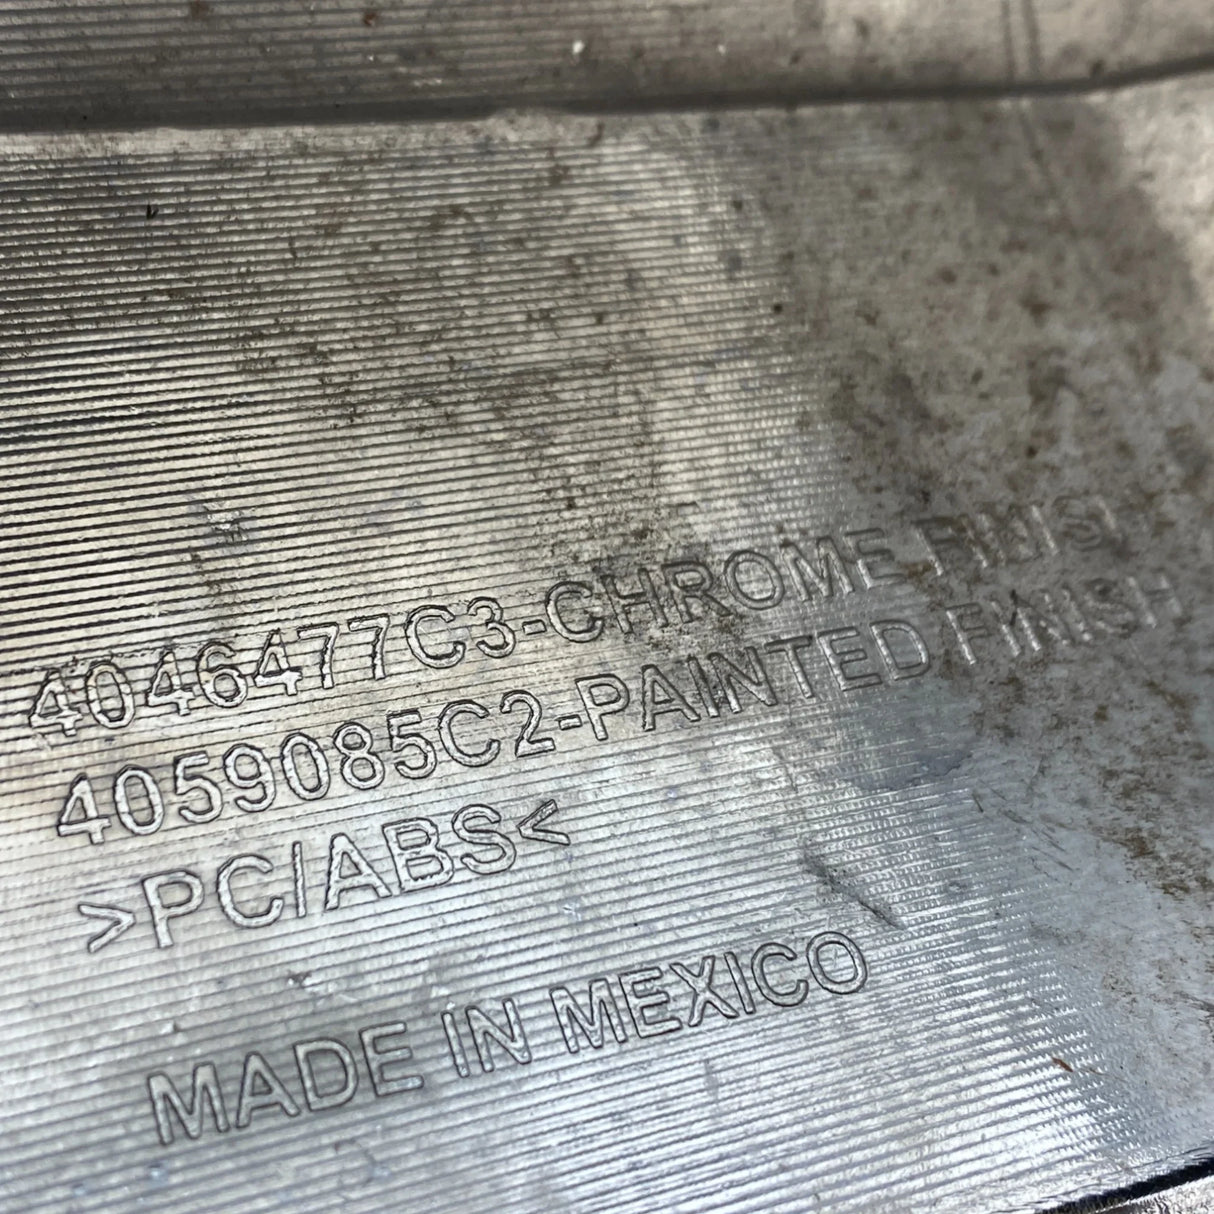 4046477C3-CHROME FINISH
4059085C2-PAINTED FINISH
>PC/ABS<
MADE IN MEXICO